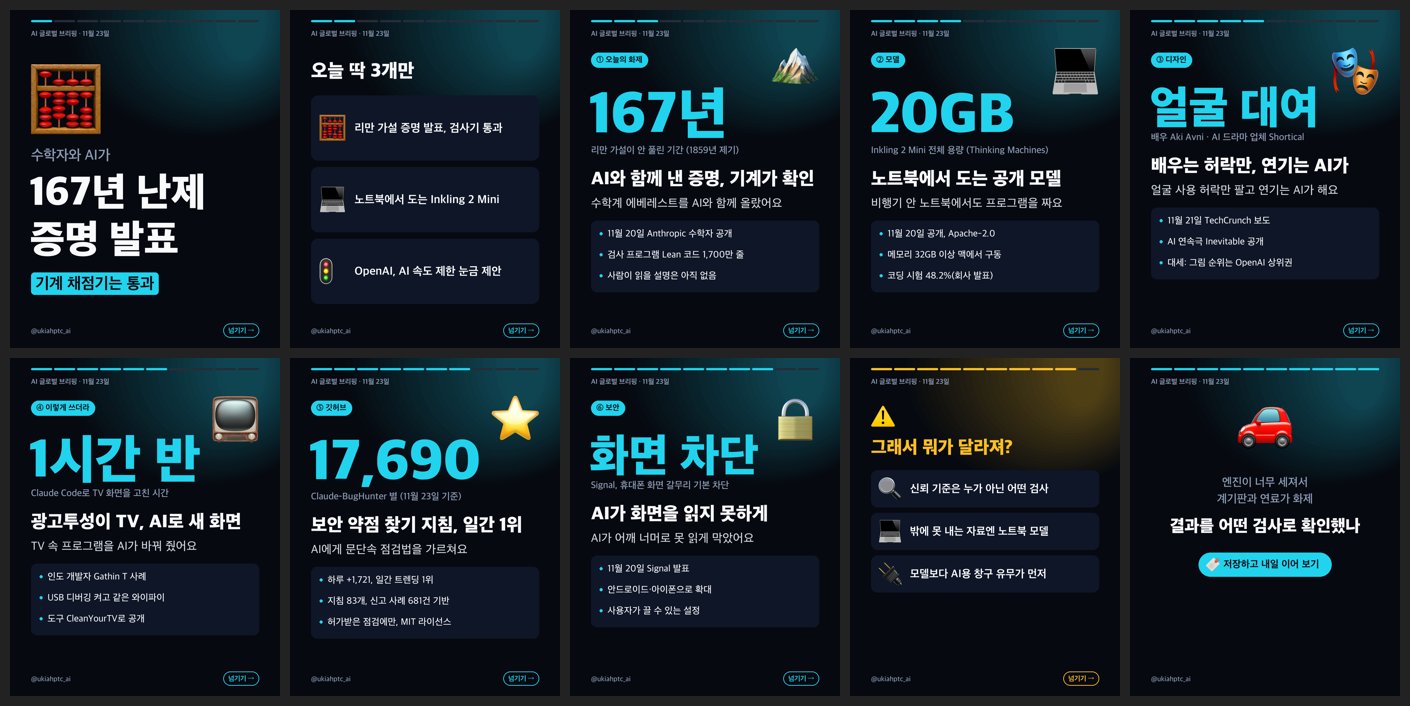 AI 글로벌 브리핑 · 11월 23일
수학자와 AI가
167년 난제
증명 발표
기계 채점기는 통과
@ukiahptc_ai
넘기기 →
AI 글로벌 브리핑 · 11월 23일
오늘 딱 3개만
리만 가설 증명 발표, 검사기 통과
노트북에서 도는 Inkling 2 Mini
OpenAI, AI 속도 제한 눈금 제안
@ukiahptc_ai
넘기기 →
AI 글로벌 브리핑 · 11월 23일
① 오늘의 화제
167년
리만 가설이 안 풀린 기간 (1859년 제기)
AI와 함께 낸 증명, 기계가 확인
수학계 에베레스트를 AI와 함께 올랐어요
• 11월 20일 Anthropic 수학자 공개
• 검사 프로그램 Lean 코드 1,700만 줄
• 사람이 읽을 설명은 아직 없음
@ukiahptc_ai
넘기기 →
AI 글로벌 브리핑 · 11월 23일
② 모델
20GB
Inkling 2 Mini 전체 용량 (Thinking Machines)
노트북에서 도는 공개 모델
비행기 안 노트북에서도 프로그램을 짜요
• 11월 20일 공개, Apache-2.0
• 메모리 32GB 이상 맥에서 구동
• 코딩 시험 48.2%(회사 발표)
@ukiahptc_ai
넘기기 →
AI 글로벌 브리핑 · 11월 23일
③ 디자인
얼굴 대여
배우 Aki Avni · AI 드라마 업체 Shortical
배우는 허락만, 연기는 AI가
얼굴 사용 허락만 팔고 연기는 AI가 해요
• 11월 21일 TechCrunch 보도
• AI 연속극 Inevitable 공개
• 대세: 그림 순위는 OpenAI 상위권
@ukiahptc_ai
넘기기 →
AI 글로벌 브리핑 · 11월 23일
④ 이렇게 쓰더라
1시간 반
Claude Code로 TV 화면을 고친 시간
광고투성이 TV, AI로 새 화면
TV 속 프로그램을 AI가 바꿔 줬어요
• 인도 개발자 Gathin T 사례
• USB 디버깅 켜고 같은 와이파이
• 도구 CleanYourTV로 공개
@ukiahptc_ai
넘기기 →
AI 글로벌 브리핑 · 11월 23일
⑤ 깃허브
17,690
Claude-BugHunter 별 (11월 23일 기준)
보안 약점 찾기 지침, 일간 1위
AI에게 문단속 점검법을 가르쳐요
• 하루 +1,721, 일간 트렌딩 1위
• 지침 83개, 신고 사례 681건 기반
• 허가받은 점검에만, MIT 라이선스
@ukiahptc_ai
넘기기 →
AI 글로벌 브리핑 · 11월 23일
⑥ 보안
화면 차단
Signal, 휴대폰 화면 갈무리 기본 차단
AI가 화면을 읽지 못하게
AI가 어깨 너머로 못 읽게 막았어요
• 11월 20일 Signal 발표
• 안드로이드·아이폰으로 확대
• 사용자가 끌 수 있는 설정
@ukiahptc_ai
넘기기 →
AI 글로벌 브리핑 · 11월 23일
그래서 뭐가 달라져?
신뢰 기준은 누가 아닌 어떤 검사
밖에 못 내는 자료엔 노트북 모델
모델보다 AI용 창구 유무가 먼저
@ukiahptc_ai
넘기기 →
AI 글로벌 브리핑 · 11월 23일
엔진이 너무 세져서
계기판과 연료가 화제
결과를 어떤 검사로 확인했나
저장하고 내일 이어 보기
@ukiahptc_ai